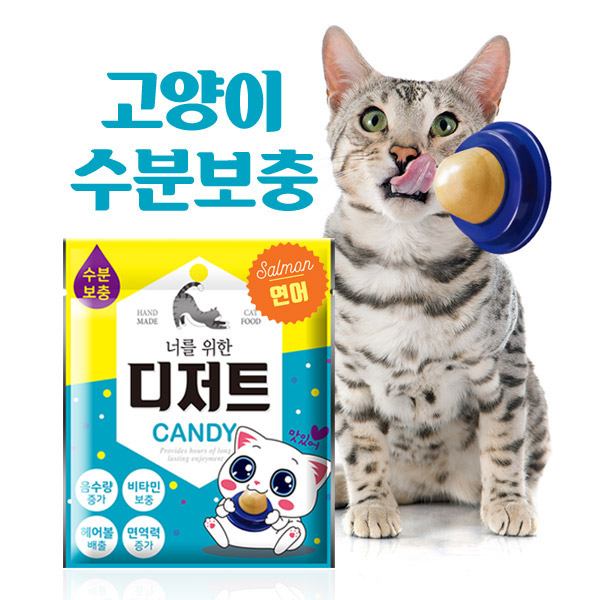 고양이
수분보충
수분
보충
Salmon
연어
HAND
MADE
CAT
FOOD
너를 위한
디저트
CANDY
맛있어
Provides hours of long
lasting enjoyment
음수량
증가
비타민
보충
헤어볼
배출
면역력
증가